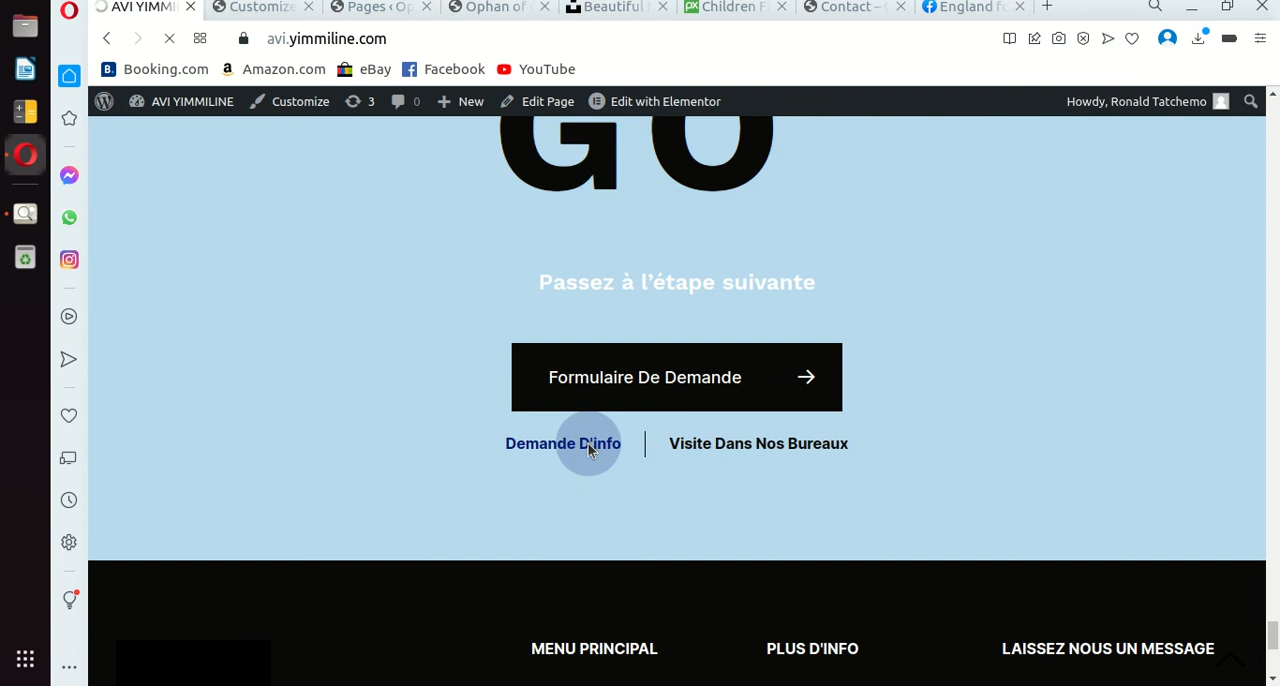 AVI YIMMI
Customize
Pages ‹ Op
Ophan of
Beautiful
Children F
Contact –
England fo
avi.yimmiline.com
Booking.com
Amazon.com
eBay
Facebook
YouTube
AVI YIMMILINE
Customize
3
0
New
Edit Page
Edit with Elementor
Howdy, Ronald Tatchemo
GO
Passez à l'étape suivante
Formulaire De Demande →
Demande D'info
Visite Dans Nos Bureaux
MENU PRINCIPAL
PLUS D'INFO
LAISSEZ NOUS UN MESSAGE